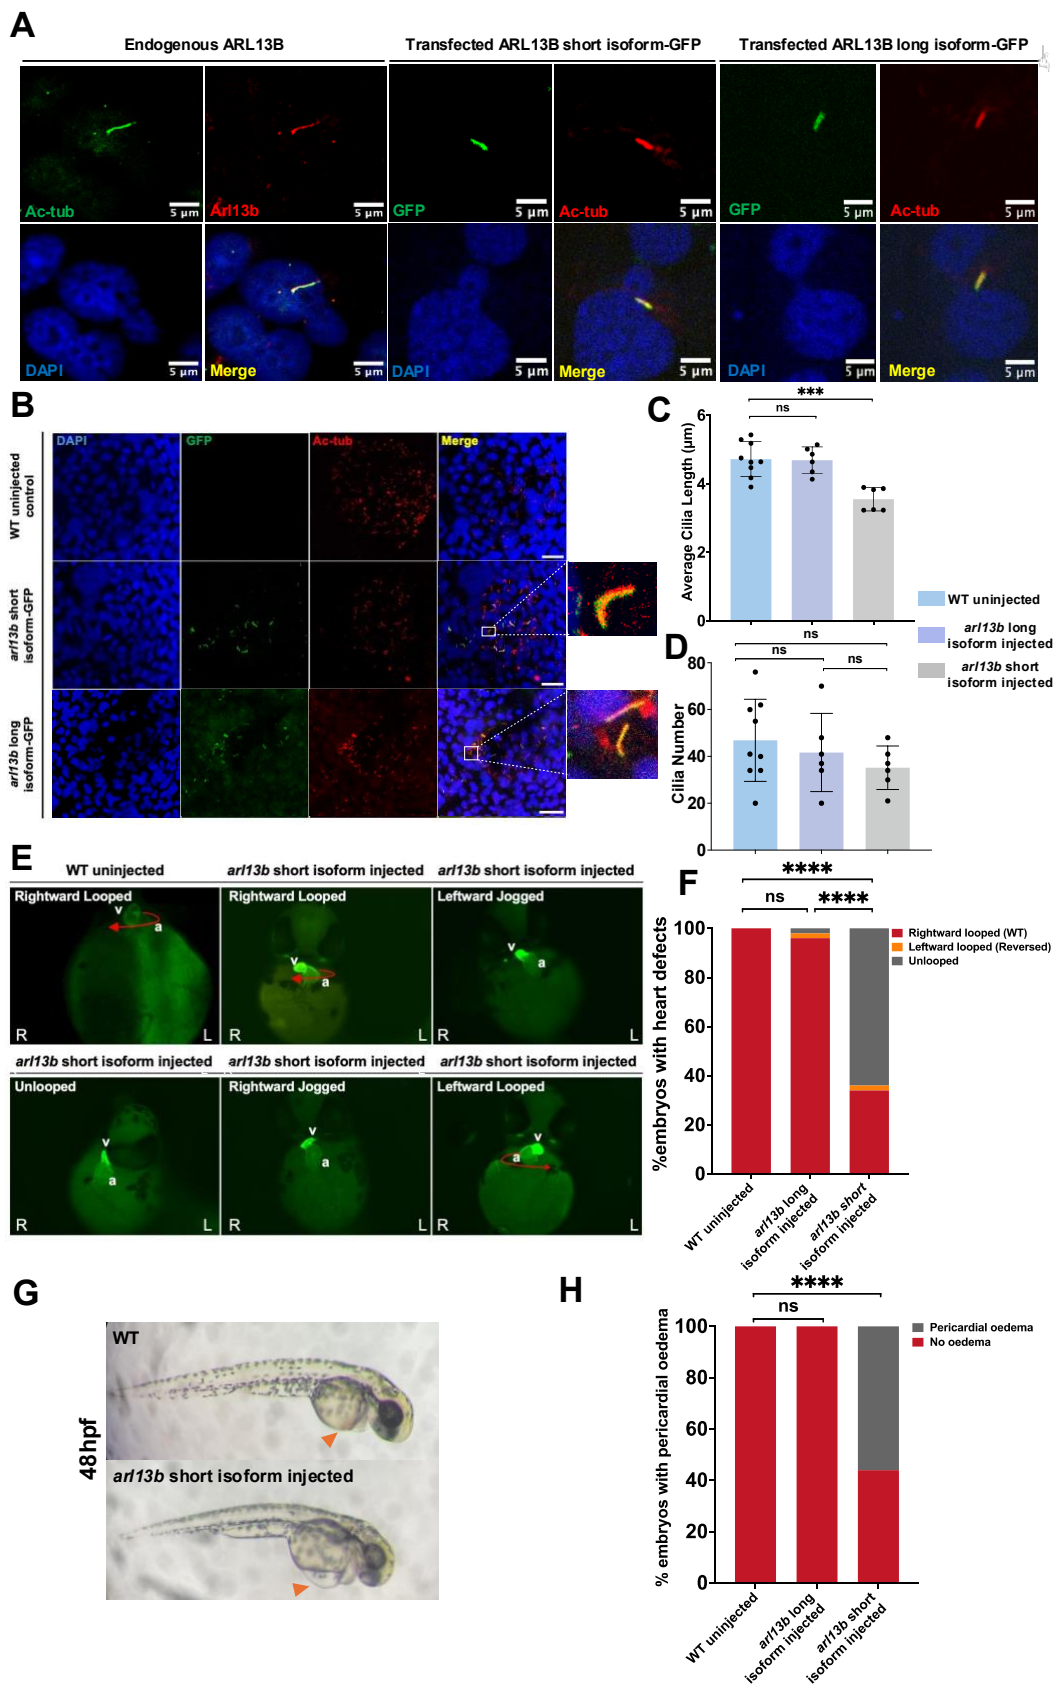 A
Endogenous ARL13B
Transfected ARL13B short isoform-GFP
Transfected ARL13B long isoform-GFP
Ac-tub
5 µm
Arl13b
5 µm
GFP
5 µm
Ac-tub
5 µm
GFP
5 µm
Ac-tub
5 µm
DAPI
5 µm
Merge
5 µm
DAPI
5 µm
Merge
5 µm
DAPI
5 µm
Merge
5 µm
B
DAPI
GFP
Ac-tub
Merge
WT uninjected
control
arl13b short
isoform-GFP
arl13b long
isoform-GFP
C
***
ns
Average Cilia Length (µm)
6
4
2
0
WT uninjected
arl13b long
isoform injected
arl13b short
isoform injected
D
ns
ns
ns
Cilia Number
80
60
40
20
0
E
WT uninjected
arl13b short isoform injected
arl13b short isoform injected
Rightward Looped
v
a
R
L
Rightward Looped
v
a
R
L
Leftward Jogged
v
a
R
L
arl13b short isoform injected
arl13b short isoform injected
arl13b short isoform injected
Unlooped
v
a
R
L
Rightward Jogged
v
a
R
L
Leftward Looped
v
a
R
L
F
****
ns
****
%embryos with heart defects
100
80
60
40
20
0
Rightward looped (WT)
Leftward looped (Reversed)
Unlooped
WT uninjected
arl13b long
isoform injected
arl13b short
isoform injected
G
48hpf
WT
arl13b short isoform injected
H
****
ns
% embryos with pericardial oedema
100
80
60
40
20
0
Pericardial oedema
No oedema
WT uninjected
arl13b long
isoform injected
arl13b short
isoform injected